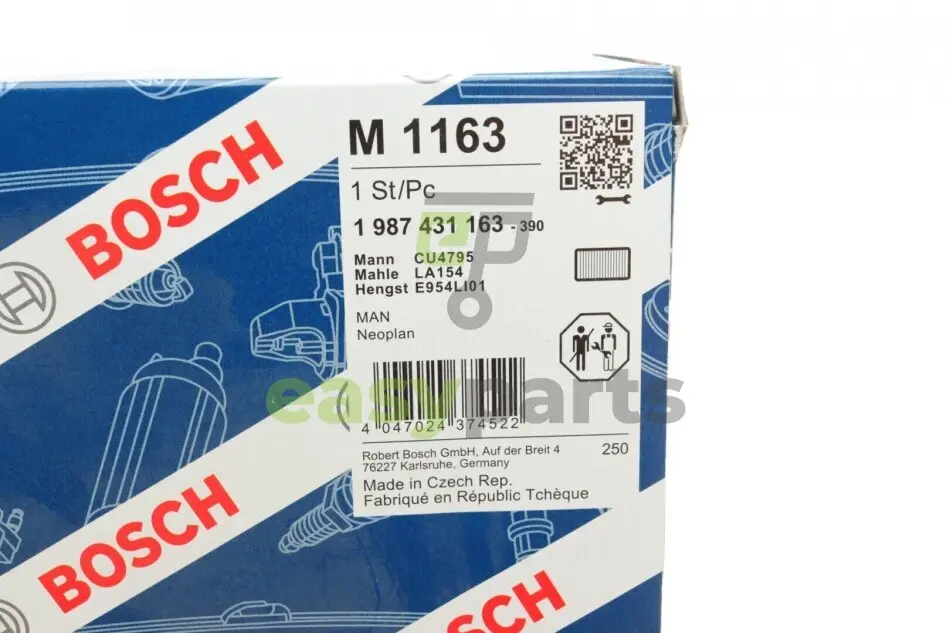 BOSCH
M 1163
1 St/Pc
1 987 431 163 - 390
Mann CU4795
Mahle LA154
Hengst E954LI01
MAN
Neoplan
4 047024 374522
Robert Bosch GmbH, Auf der Breit 4
76227 Karlsruhe, Germany
250
Made in Czech Rep.
Fabriqué en Républic Tchèque
BOSCH
BOSCH
ep
easyparts